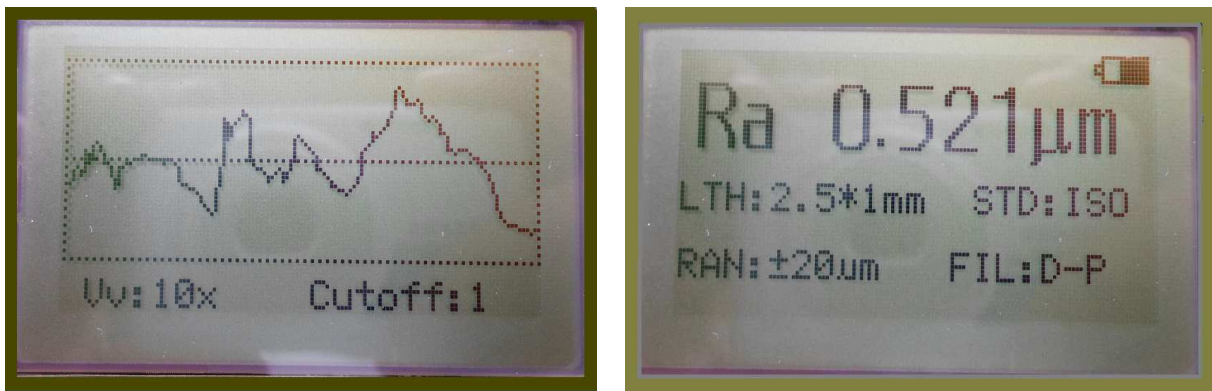 Vv:10x Cutoff:1
Ra 0.521μm
LTH:2.5*1mm STD:ISO
RAN:±20um FIL:D-P